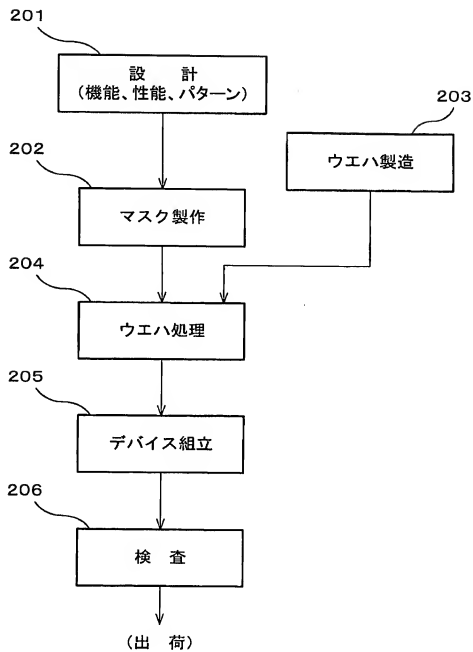 201
設 計
(機能、性能、パターン)
203
ウエハ製造
202
マスク製作
204
ウエハ処理
205
デバイス組立
206
検 査
(出 荷)